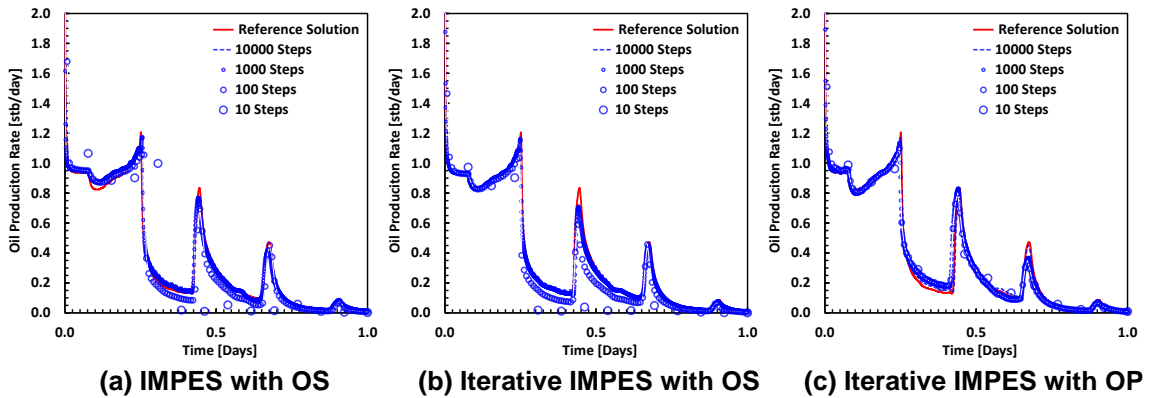 2.0
1.8
1.6
1.4
1.2
1.0
0.8
0.6
0.4
0.2
0.0
Oil Produciton Rate [stb/day]
Reference Solution
10000 Steps
1000 Steps
100 Steps
10 Steps
0.0 0.5 1.0
Time [Days]
(a) IMPES with OS
2.0
1.8
1.6
1.4
1.2
1.0
0.8
0.6
0.4
0.2
0.0
Oil Produciton Rate [stb/day]
Reference Solution
10000 Steps
1000 Steps
100 Steps
10 Steps
0.0 0.5 1.0
Time [Days]
(b) Iterative IMPES with OS
2.0
1.8
1.6
1.4
1.2
1.0
0.8
0.6
0.4
0.2
0.0
Oil Produciton Rate [stb/day]
Reference Solution
10000 Steps
1000 Steps
100 Steps
10 Steps
0.0 0.5 1.0
Time [Days]
(c) Iterative IMPES with OP